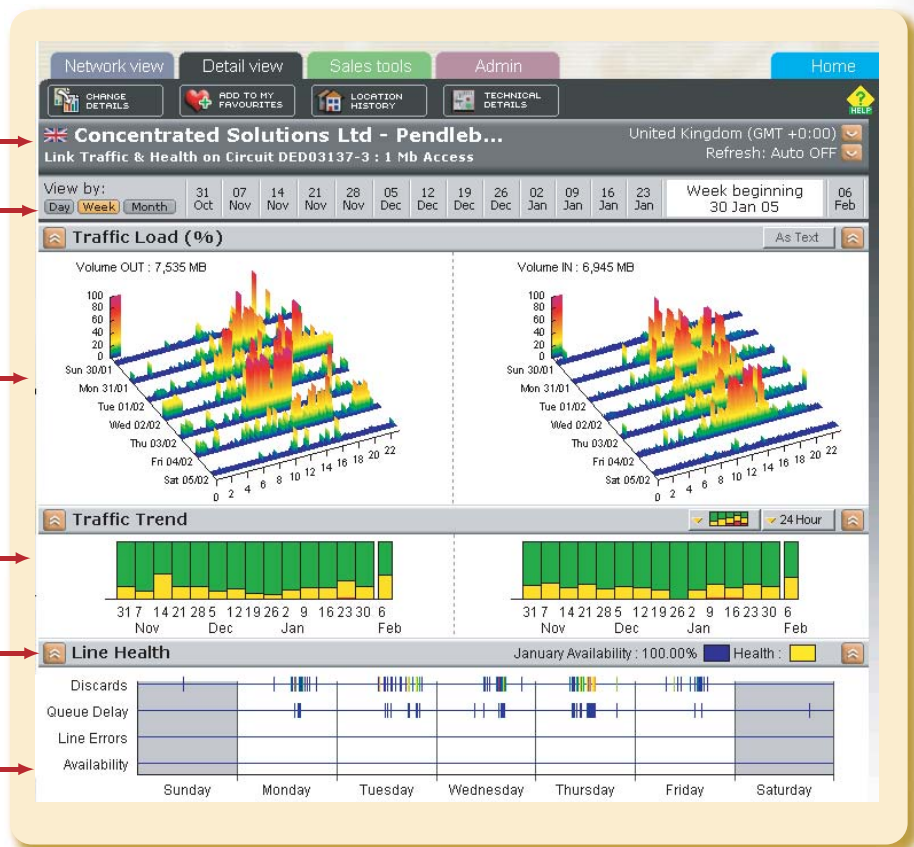 Network view Detail view Sales tools Admin Home
CHANGE DETAILS ADD TO MY FAVOURITES LOCATION HISTORY TECHNICAL DETAILS HELP
Concentrated Solutions Ltd - Pendleb... United Kingdom (GMT +0:00)
Link Traffic & Health on Circuit DED03137-3 : 1 Mb Access Refresh: Auto OFF
View by:
Day Week Month
31 Oct 07 Nov 14 Nov 21 Nov 28 Nov 05 Dec 12 Dec 19 Dec 26 Dec 02 Jan 09 Jan 16 Jan 23 Jan Week beginning 30 Jan 05 06 Feb
Traffic Load (%) As Text
Volume OUT : 7,535 MB
100
80
60
40
20
0
Sun 30/01
Mon 31/01
Tue 01/02
Wed 02/02
Thu 03/02
Fri 04/02
Sat 05/02
0 2 4 6 8 10 12 14 16 18 20 22
Volume IN : 6,945 MB
100
80
60
40
20
0
Sun 30/01
Mon 31/01
Tue 01/02
Wed 02/02
Thu 03/02
Fri 04/02
Sat 05/02
0 2 4 6 8 10 12 14 16 18 20 22
Traffic Trend 24 Hour
31 7 14 21 28 5 12 19 26 2 9 16 23 30 6
Nov Dec Jan Feb
31 7 14 21 28 5 12 19 26 2 9 16 23 30 6
Nov Dec Jan Feb
Line Health January Availability : 100.00% Health :
Discards
Queue Delay
Line Errors
Availability
Sunday Monday Tuesday Wednesday Thursday Friday Saturday